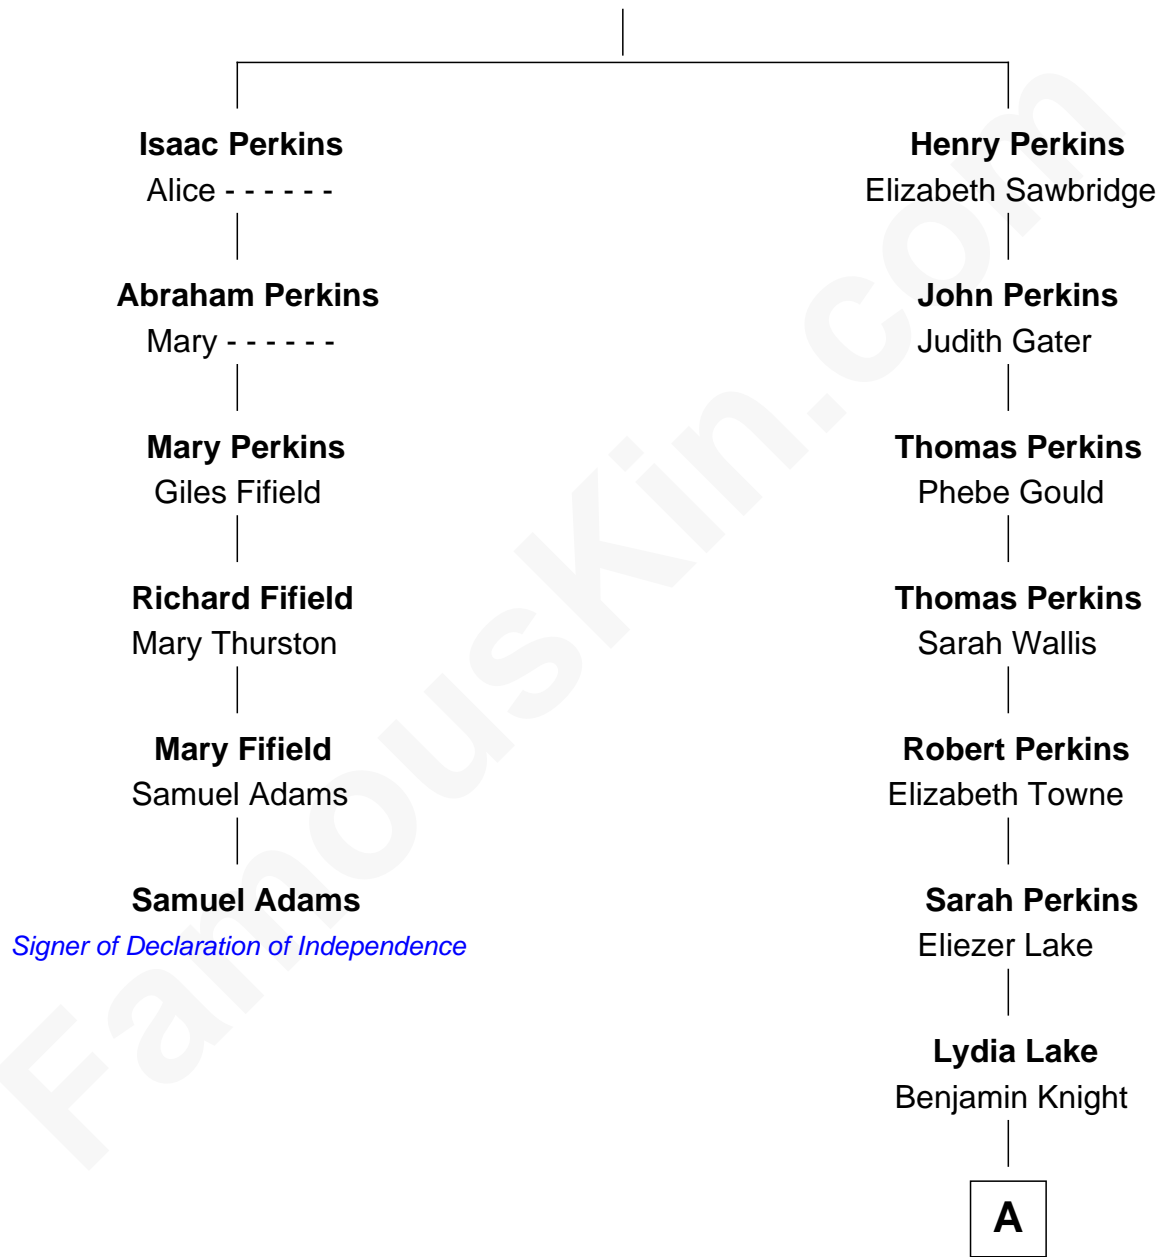 Isaac Perkins
Alice - - - - - -
Abraham Perkins
Mary - - - - - -
Mary Perkins
Giles Fifield
Richard Fifield
Mary Thurston
Mary Fifield
Samuel Adams
Samuel Adams
Signer of Declaration of Independence
Henry Perkins
Elizabeth Sawbridge
John Perkins
Judith Gater
Thomas Perkins
Phebe Gould
Thomas Perkins
Sarah Wallis
Robert Perkins
Elizabeth Towne
Sarah Perkins
Eliezer Lake
Lydia Lake
Benjamin Knight
A
FamousKin.com